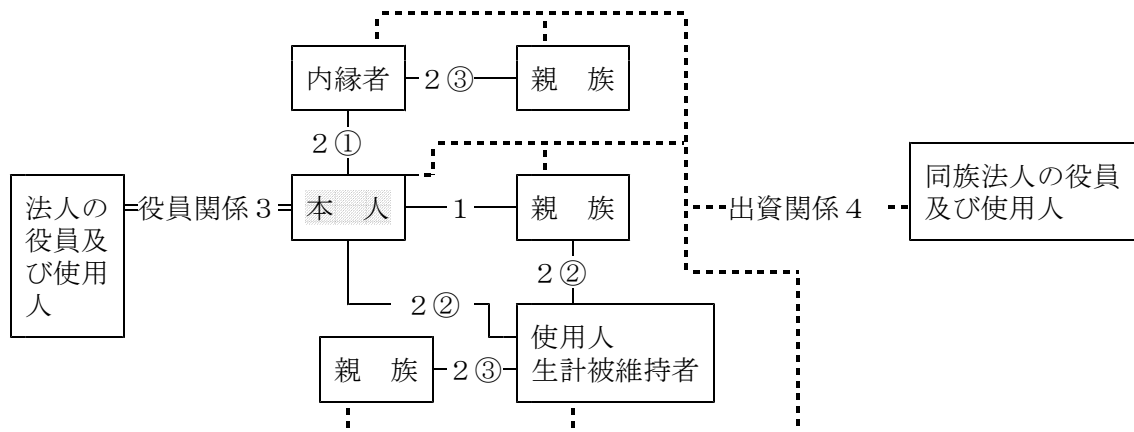 内縁者
2③
親 族
2①
法人の
役員及
び使用
人
役員関係3
本 人
1
親 族
出資関係4
同族法人の役員
及び使用人
2②
2②
親 族
2③
使用人
生計被維持者